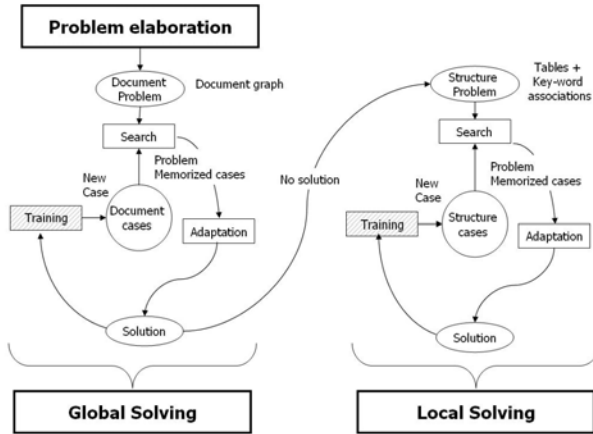 Problem elaboration
Document
Problem
Document graph
Search
Problem
Memorized cases
New
Case
Training
Document
cases
Adaptation
Solution
Global Solving
No solution
Structure
Problem
Tables +
Key-word
associations
Search
Problem
Memorized cases
New
Case
Training
Structure
cases
Adaptation
Solution
Local Solving